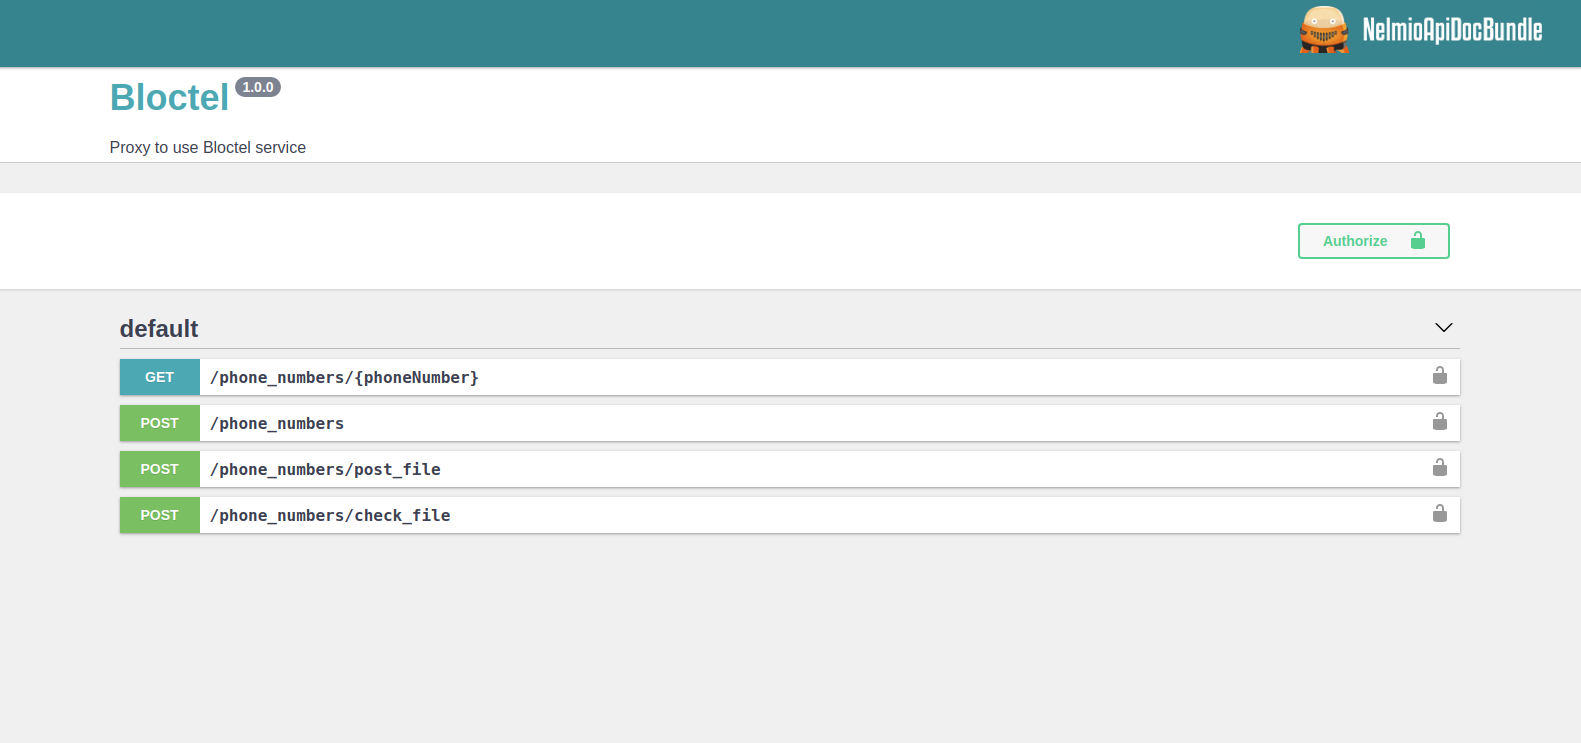 NelmioApiDocBundle
Bloctel 1.0.0
Proxy to use Bloctel service
Authorize
default
GET /phone_numbers/{phoneNumber}
POST /phone_numbers
POST /phone_numbers/post_file
POST /phone_numbers/check_file